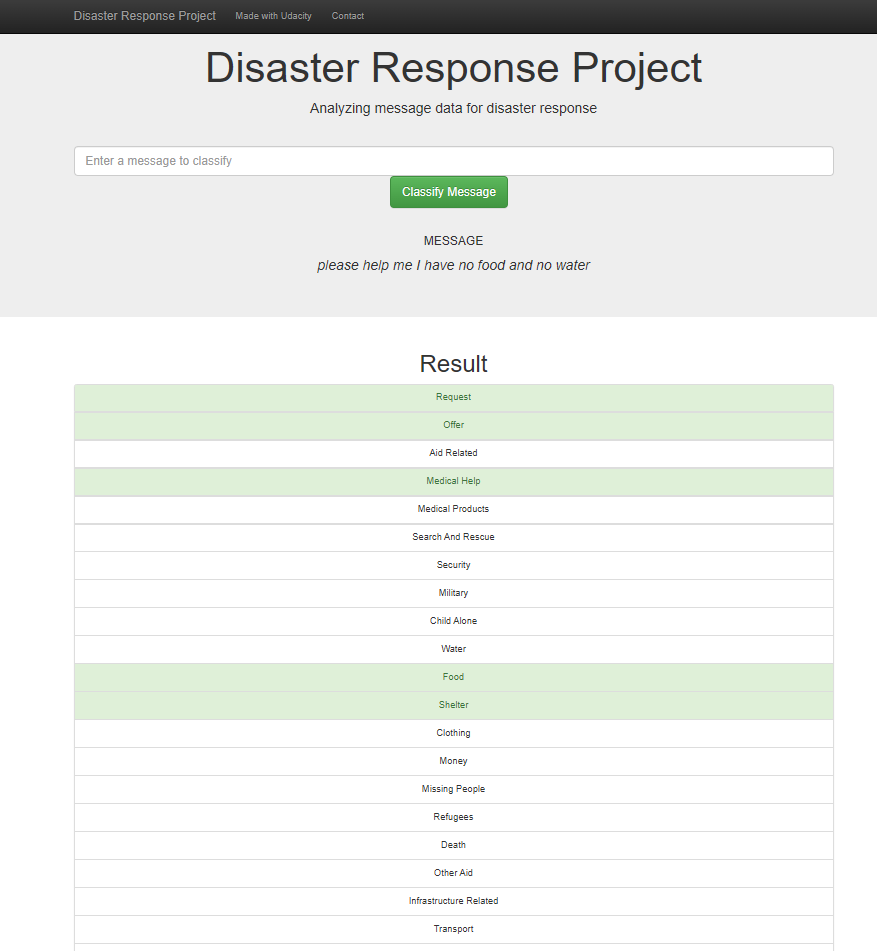 Disaster Response Project Made with Udacity Contact
Disaster Response Project
Analyzing message data for disaster response
Enter a message to classify
Classify Message
MESSAGE
please help me I have no food and no water
Result
Request
Offer
Aid Related
Medical Help
Medical Products
Search And Rescue
Security
Military
Child Alone
Water
Food
Shelter
Clothing
Money
Missing People
Refugees
Death
Other Aid
Infrastructure Related
Transport